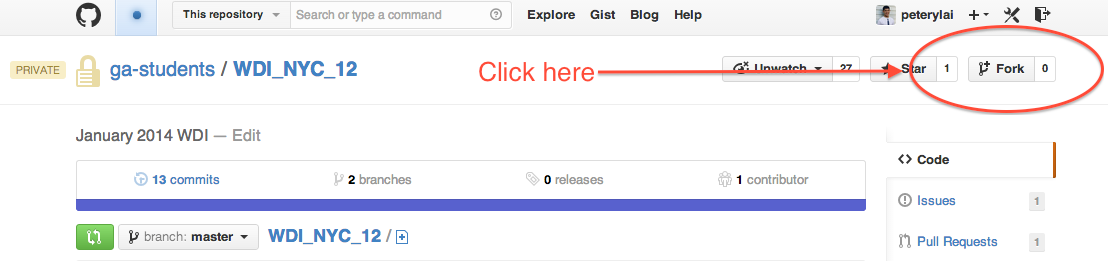 This repository Search or type a command Explore Gist Blog Help peterylai
PRIVATE ga-students / WDI_NYC_12 Click here Unwatch 27 Star 1 Fork 0
January 2014 WDI — Edit
Code
13 commits 2 branches 0 releases 1 contributor
Issues 1
branch: master WDI_NYC_12 /
Pull Requests 1